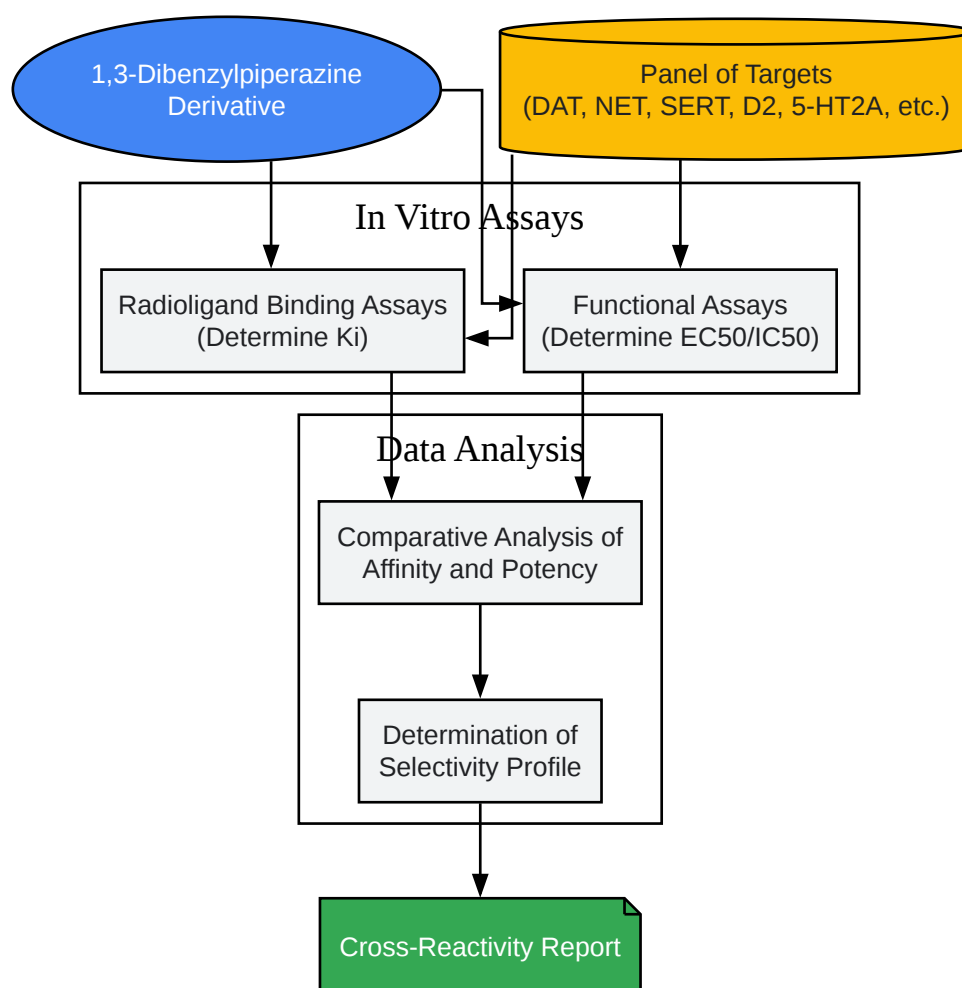 1,3-Dibenzylpiperazine
Derivative
Panel of Targets
(DAT, NET, SERT, D2, 5-HT2A, etc.)
In Vitro Assays
Radioligand Binding Assays
(Determine Ki)
Functional Assays
(Determine EC50/IC50)
Data Analysis
Comparative Analysis of
Affinity and Potency
Determination of
Selectivity Profile
Cross-Reactivity Report